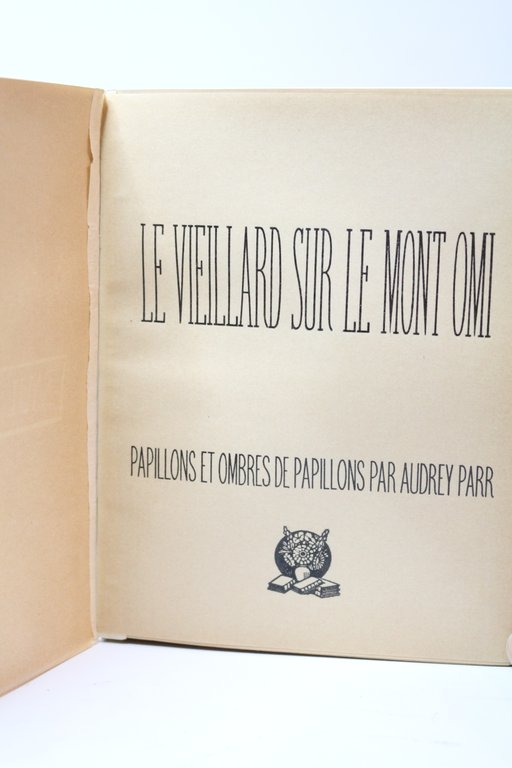 LE VIEILLARD SUR LE MONT OMI
PAPILLONS ET OMBRES DE PAPILLONS PAR AUDREY PARR